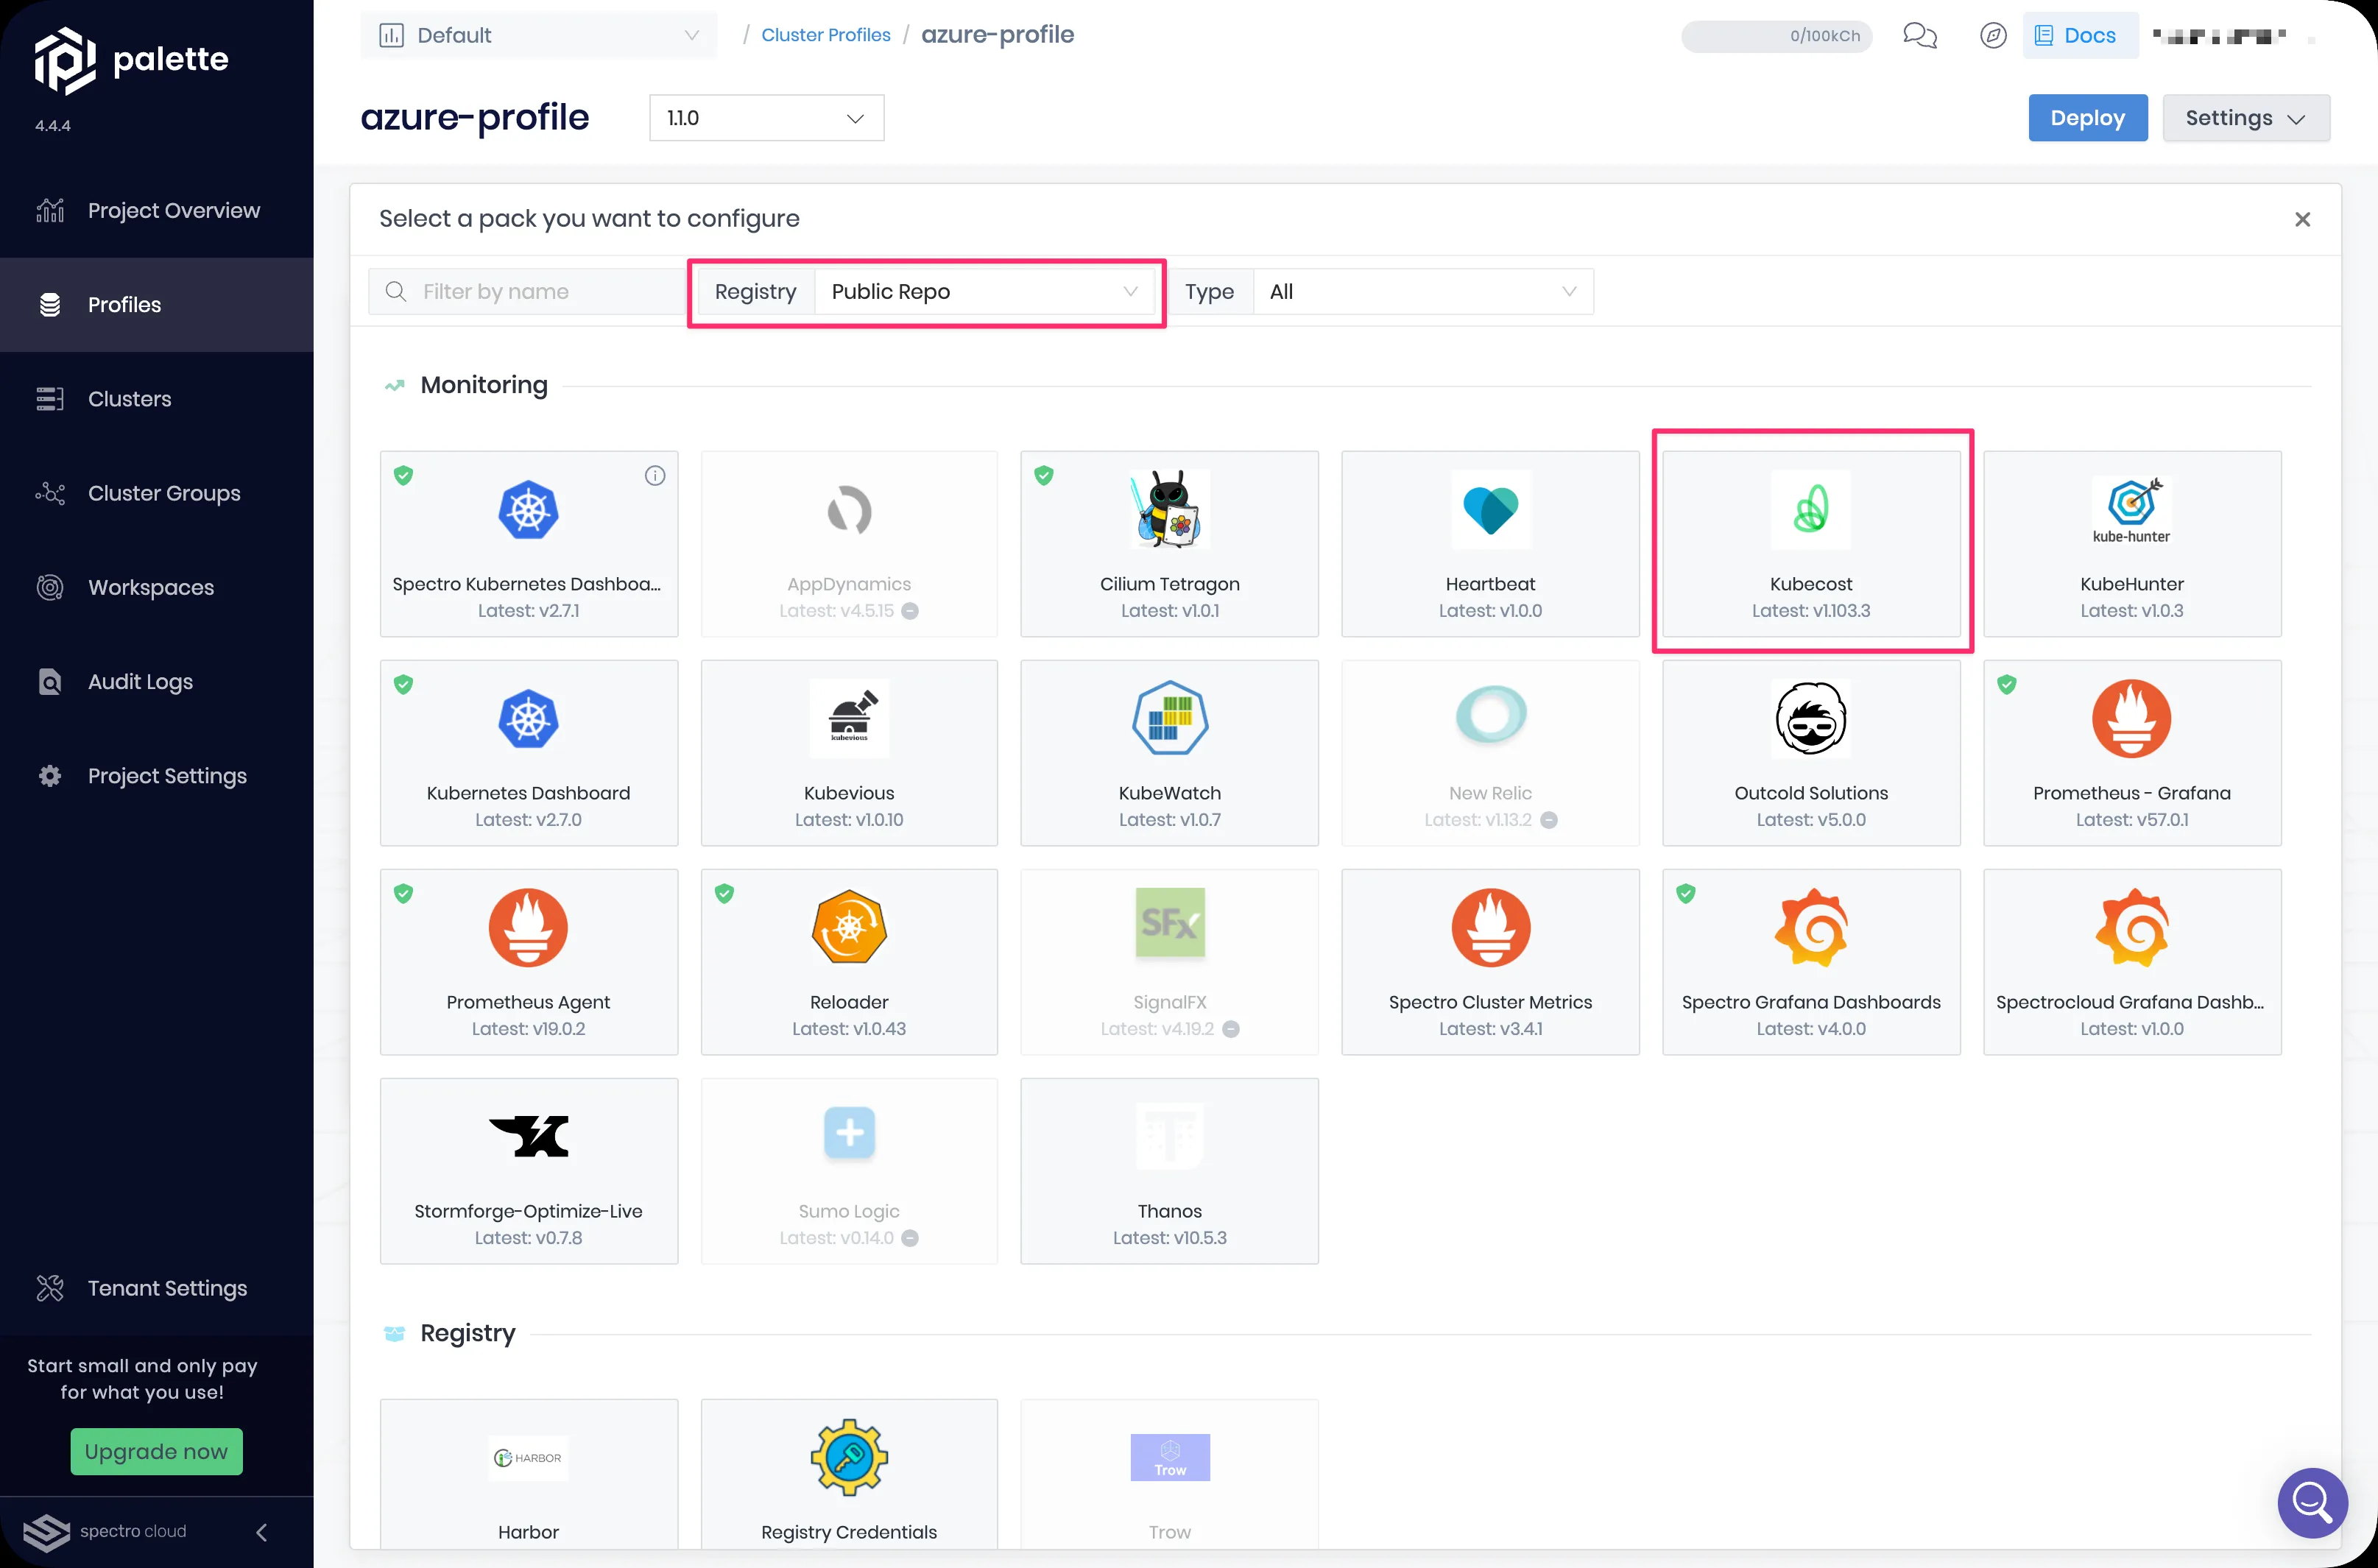 palette
4.4.4
Project Overview
Profiles
Clusters
Cluster Groups
Workspaces
Audit Logs
Project Settings
Tenant Settings
Start small and only pay
for what you use!
Upgrade now
spectro cloud
Default
/ Cluster Profiles / azure-profile
0/100kCh
Docs
azure-profile
1.1.0
Deploy
Settings
Select a pack you want to configure
Filter by name
Registry
Public Repo
Type
All
Monitoring
Spectro Kubernetes Dashboa...
Latest: v2.7.1
AppDynamics
Latest: v4.5.15
Cilium Tetragon
Latest: v1.0.1
Heartbeat
Latest: v1.0.0
Kubecost
Latest: v1.103.3
kube-hunter
KubeHunter
Latest: v1.0.3
Kubernetes Dashboard
Latest: v2.7.0
kubevious
Kubevious
Latest: v1.0.10
KubeWatch
Latest: v1.0.7
New Relic
Latest: v1.13.2
Outcold Solutions
Latest: v5.0.0
Prometheus - Grafana
Latest: v57.0.1
Prometheus Agent
Latest: v19.0.2
Reloader
Latest: v1.0.43
SFx
SignalFX
Latest: v4.19.2
Spectro Cluster Metrics
Latest: v3.4.1
Spectro Grafana Dashboards
Latest: v4.0.0
Spectrocloud Grafana Dashb...
Latest: v1.0.0
Stormforge-Optimize-Live
Latest: v0.7.8
Sumo Logic
Latest: v0.14.0
Thanos
Latest: v10.5.3
Registry
HARBOR
Harbor
Registry Credentials
Trow
Trow